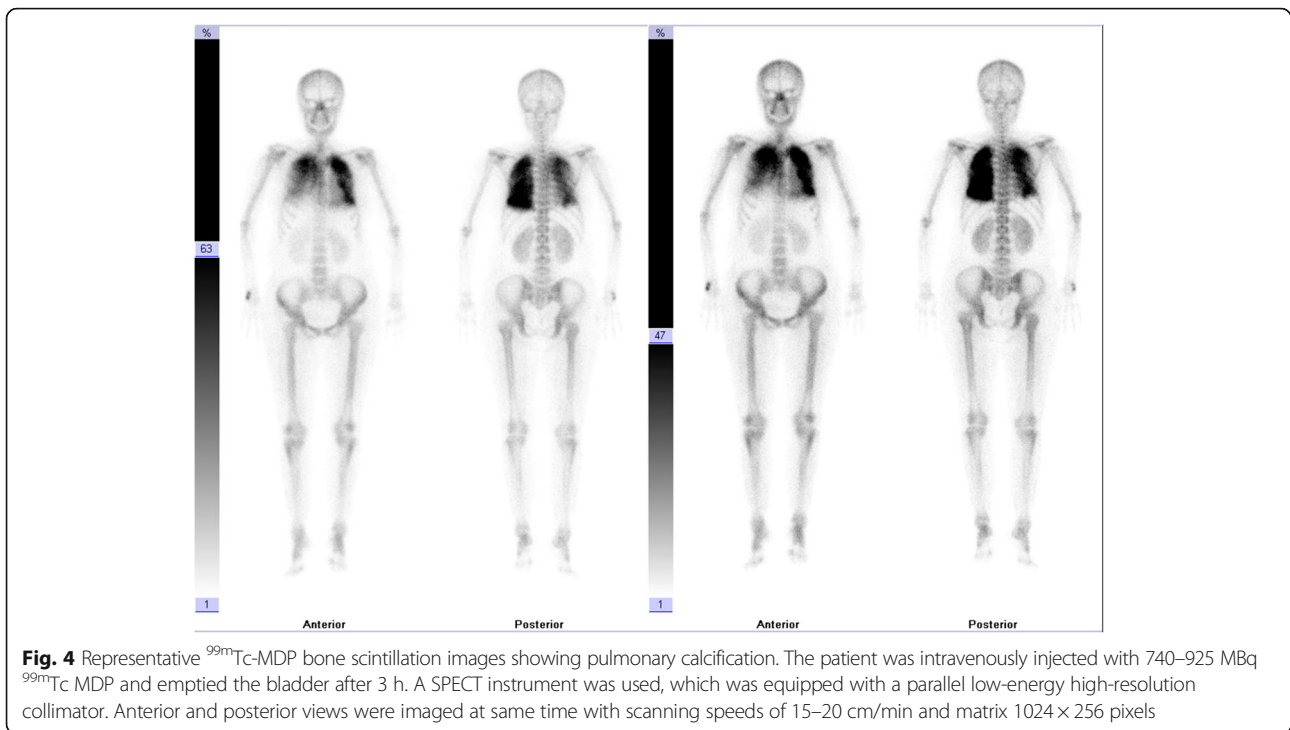 %
63
1
Anterior
Posterior
%
47
1
Anterior
Posterior
Fig. 4 Representative 99mTc-MDP bone scintillation images showing pulmonary calcification. The patient was intravenously injected with 740–925 MBq
99mTc MDP and emptied the bladder after 3 h. A SPECT instrument was used, which was equipped with a parallel low-energy high-resolution
collimator. Anterior and posterior views were imaged at same time with scanning speeds of 15–20 cm/min and matrix 1024 × 256 pixels